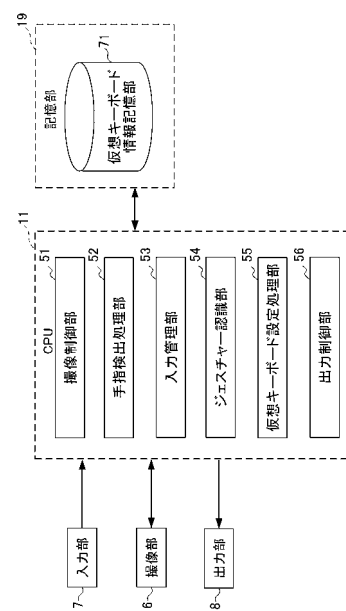 11
CPU
51
撮像制御部
52
手指検出処理部
53
入力管理部
54
ジェスチャー認識部
55
仮想キーボード設定処理部
56
出力制御部
入力部
7
撮像部
6
出力部
8
19
記憶部
71
仮想キーボード
情報記憶部